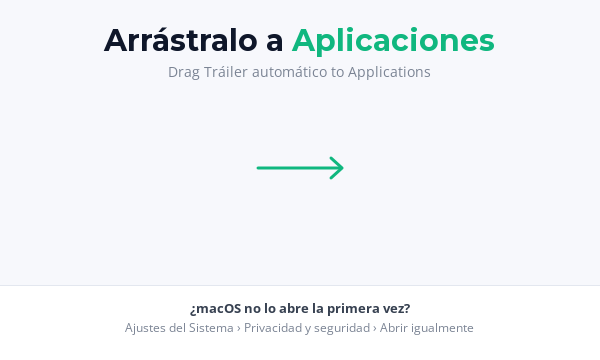 Arrástralo a Aplicaciones
Drag Tráiler automático to Applications
¿macOS no lo abre la primera vez?
Ajustes del Sistema › Privacidad y seguridad › Abrir igualmente